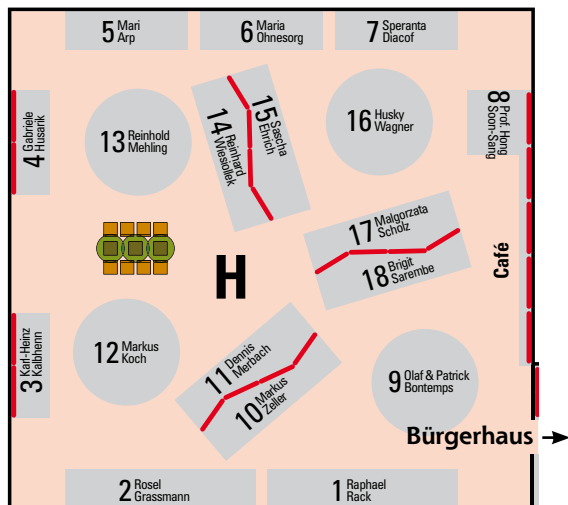 5 Mari
Arp
6 Maria
Ohnesorg
7 Speranta
Diacof
4 Gabriele
Husarik
13 Reinhold
Mehling
14 Reinhard
Wiesiollek
15 Sascha
Ehrich
16 Husky
Wagner
8 Prof. Hong
Soon-Sang
17 Malgorzata
Scholz
18 Brigit
Sarembe
Café
H
3 Karl-Heinz
Kalbhenn
12 Markus
Koch
11 Dennis
Merbach
10 Markus
Zeller
9 Olaf & Patrick
Bontemps
Bürgerhaus →
2 Rosel
Grassmann
1 Raphael
Rack